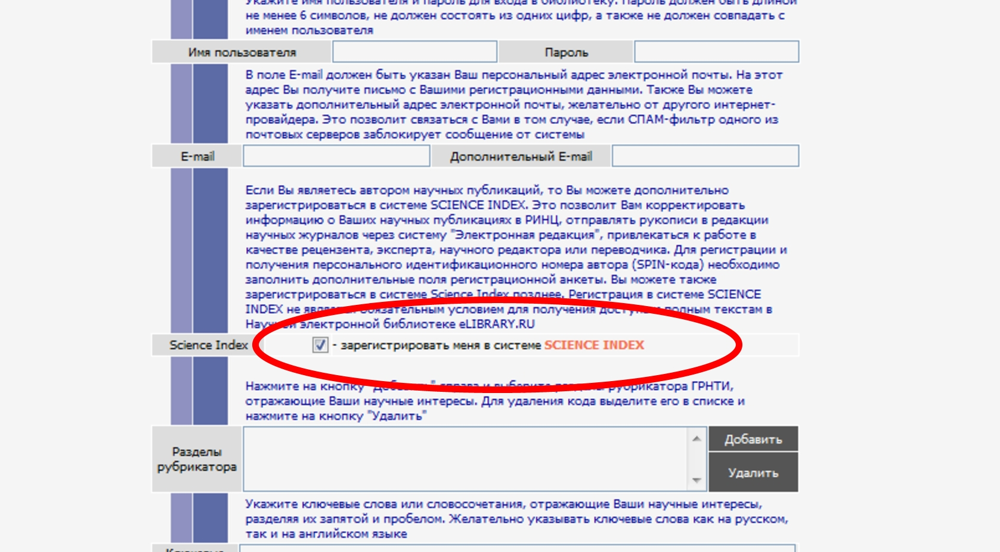 Укажите имя пользователя и пароль для входа в библиотеку. Пароль должен быть длиной
не менее 6 символов, не должен состоять из одних цифр, а также не должен совпадать с
именем пользователя
Имя пользователя
Пароль
В поле E-mail должен быть указан Ваш персональный адрес электронной почты. На этот
адрес Вы получите письмо с Вашими регистрационными данными. Также Вы можете
указать дополнительный адрес электронной почты, желательно от другого интернет-
провайдера. Это позволит связаться с Вами в том случае, если СПАМ-фильтр одного из
почтовых серверов заблокирует сообщение от системы
E-mail
Дополнительный E-mail
Если Вы являетесь автором научных публикаций, то Вы можете дополнительно
зарегистрироваться в системе SCIENCE INDEX. Это позволит Вам корректировать
информацию о Ваших научных публикациях в РИНЦ, отправлять рукописи в редакции
научных журналов через систему "Электронная редакция", привлекаться к работе в
качестве рецензента, эксперта, научного редактора или переводчика. Для регистрации и
получения персонального идентификационного номера автора (SPIN-кода) необходимо
заполнить дополнительные поля регистрационной анкеты. Вы можете также
зарегистрироваться в системе Science Index позднее. Регистрация в системе SCIENCE
INDEX не является обязательным условием для получения доступа к полным текстам в
Научной электронной библиотеке eLIBRARY.RU
Science Index
- зарегистрировать меня в системе SCIENCE INDEX
Нажмите на кнопку "Добавить" справа и выберите разделы рубрикатора ГРНТИ,
отражающие Ваши научные интересы. Для удаления кода выделите его в списке и
нажмите на кнопку "Удалить"
Разделы
рубрикатора
Добавить
Удалить
Укажите ключевые слова или словосочетания, отражающие Ваши научные интересы,
разделяя их запятой и пробелом. Желательно указывать ключевые слова как на русском,
так и на английском языке
Ключевые